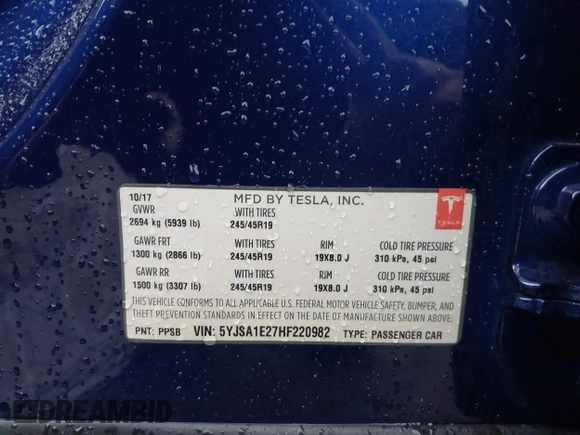 10/17 MFD BY TESLA, INC.
GVWR WITH TIRES
2694 kg (5939 lb) 245/45R19
TESLA
GAWR FRT WITH TIRES RIM COLD TIRE PRESSURE
1300 kg (2866 lb) 245/45R19 19X8.0 J 310 kPa, 45 psi
GAWR RR WITH TIRES RIM COLD TIRE PRESSURE
1500 kg (3307 lb) 245/45R19 19X8.0 J 310 kPa, 45 psi
THIS VEHICLE CONFORMS TO ALL APPLICABLE U.S. FEDERAL MOTOR VEHICLE SAFETY, BUMPER, AND
THEFT PREVENTION STANDARDS IN EFFECT ON THE DATE OF MANUFACTURE SHOWN ABOVE.
PNT: PPSB VIN: 5YJSA1E27HF220982 TYPE: PASSENGER CAR
DREAMBID